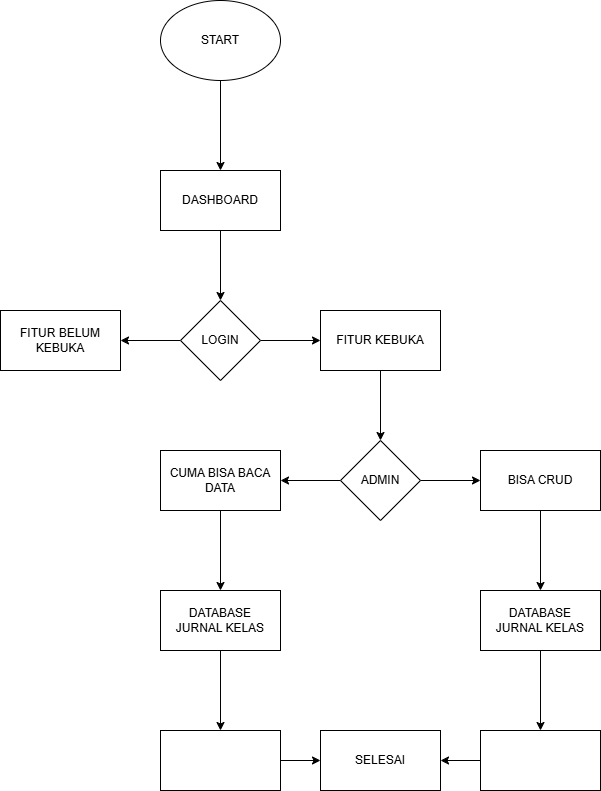 START
DASHBOARD
FITUR BELUM
KEBUKA
LOGIN
FITUR KEBUKA
CUMA BISA BACA
DATA
ADMIN
BISA CRUD
DATABASE
JURNAL KELAS
DATABASE
JURNAL KELAS
SELESAI